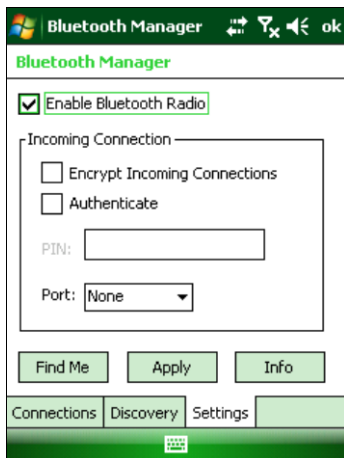 Bluetooth Manager ok
Bluetooth Manager
Enable Bluetooth Radio
Incoming Connection
Encrypt Incoming Connections
Authenticate
PIN:
Port: None
Find Me Apply Info
Connections Discovery Settings